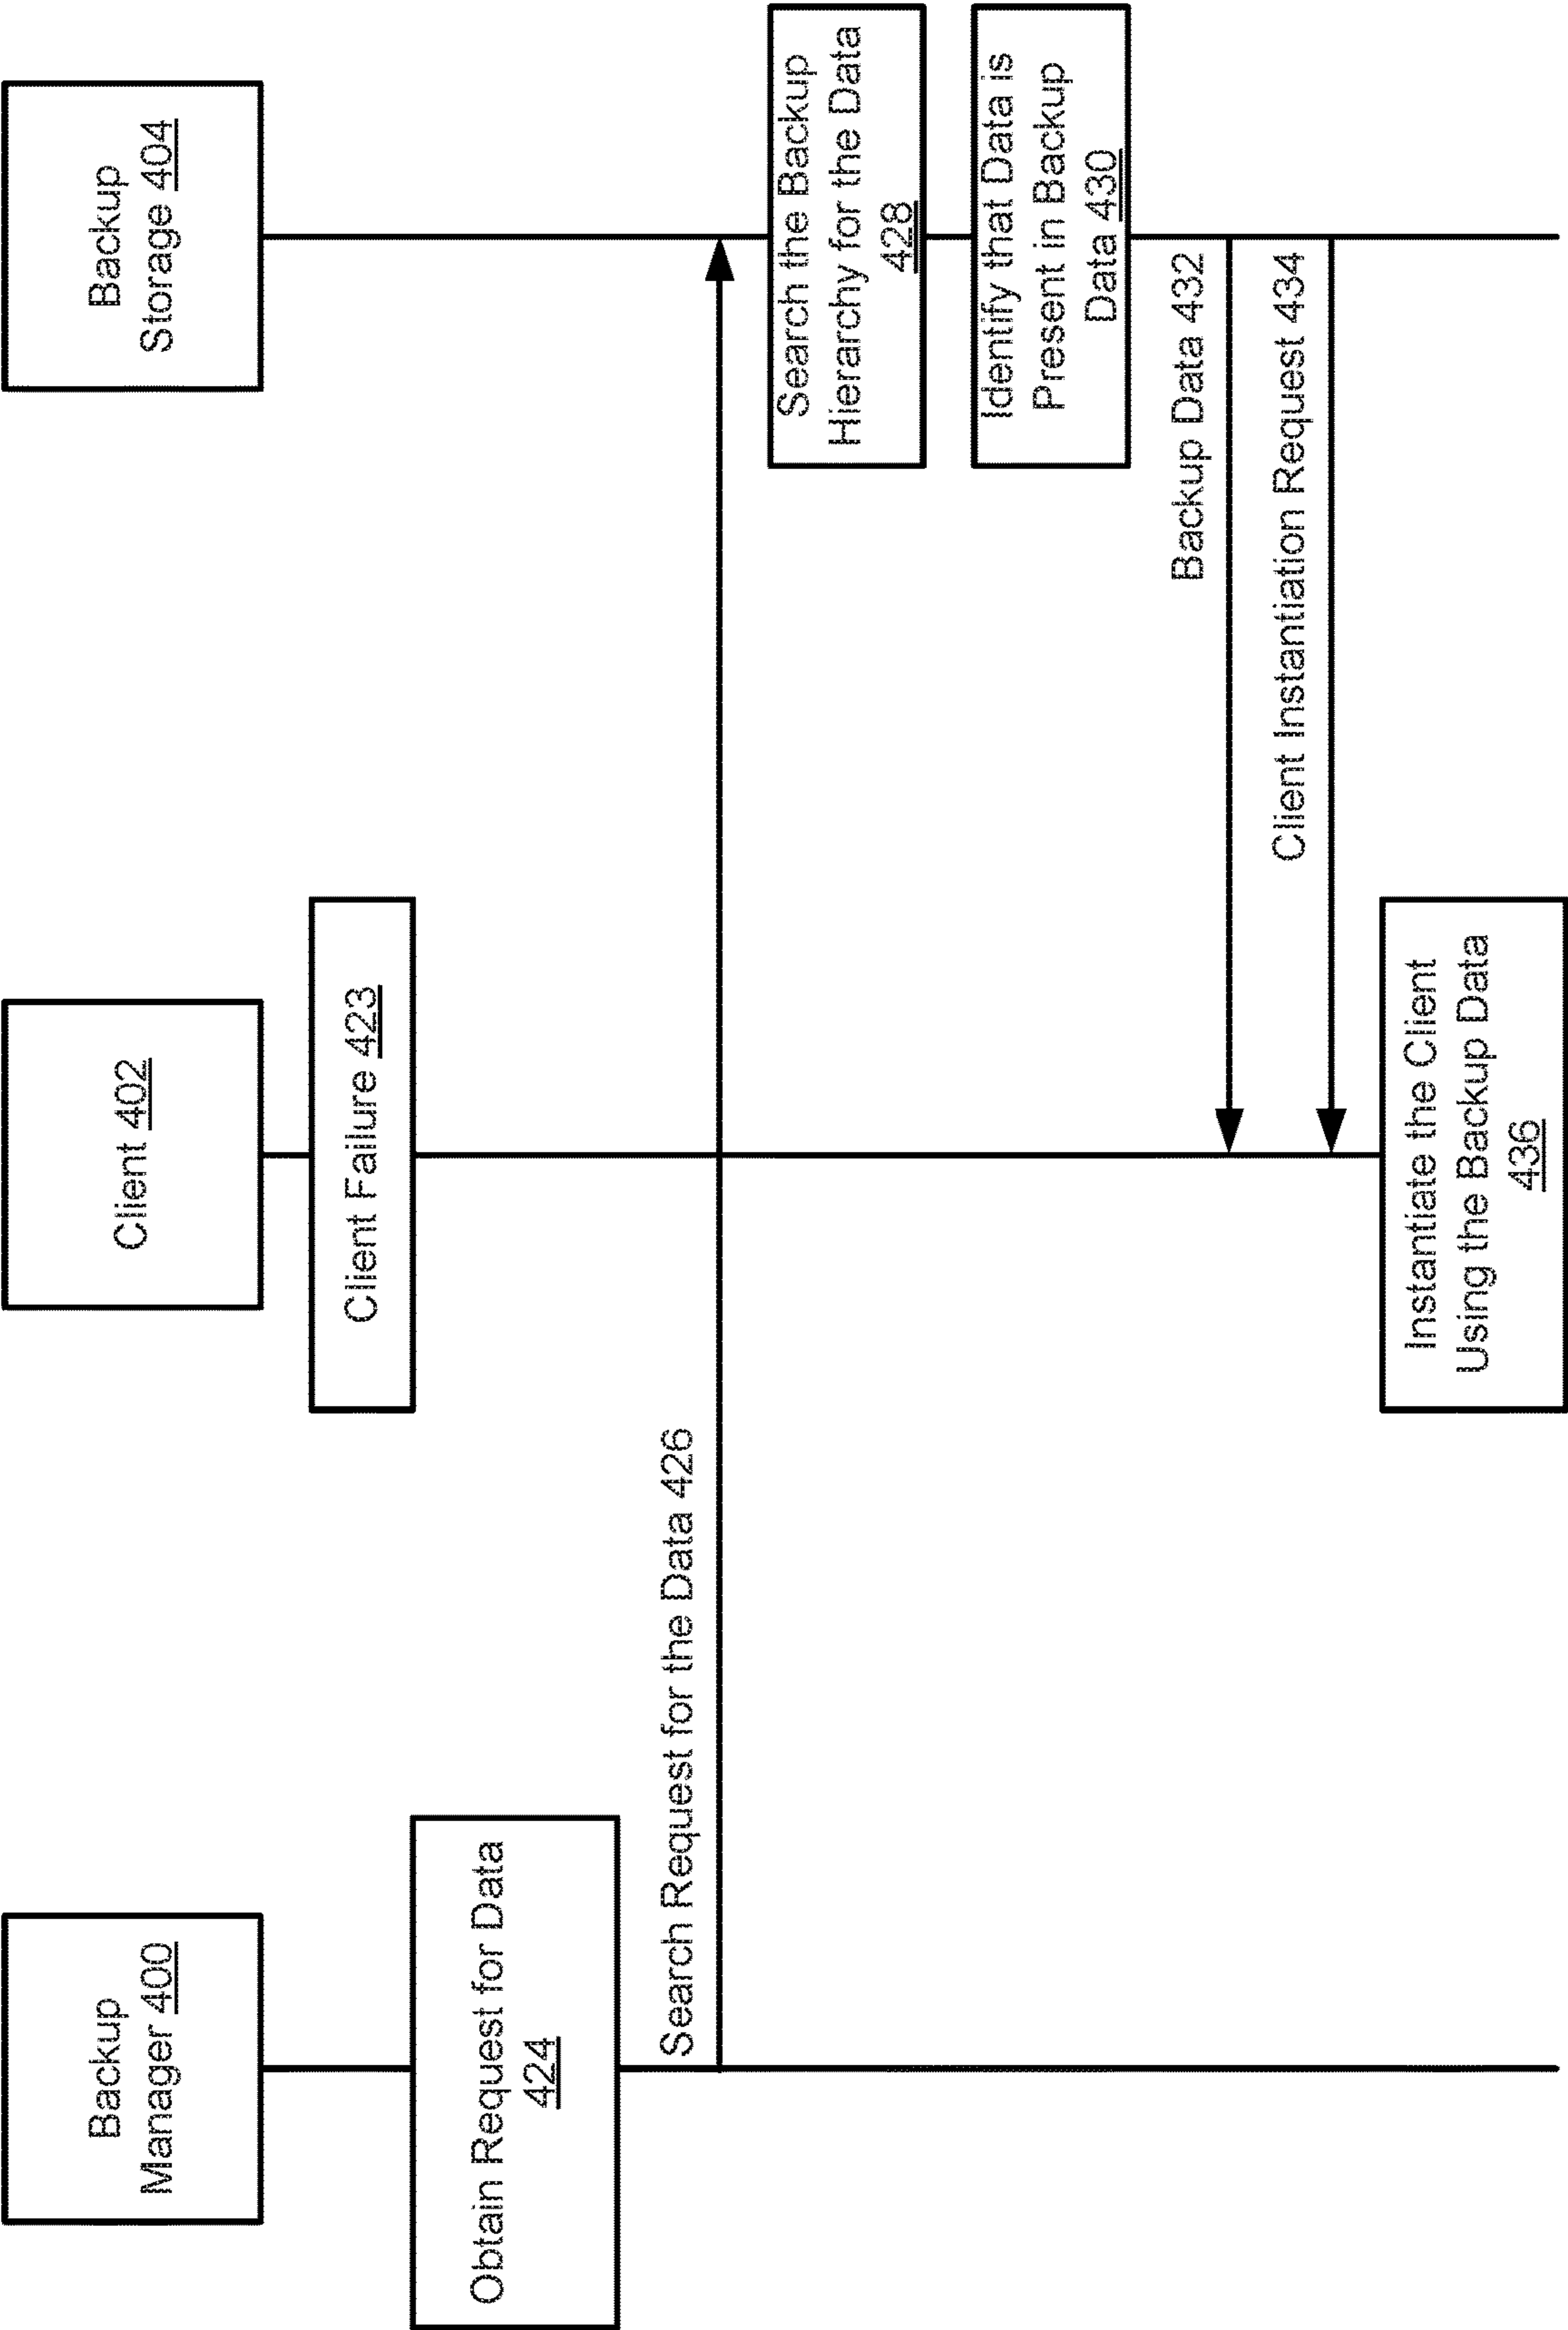 Backup
Manager 400
Client 402
Backup
Storage 404
Client Failure 423
Obtain Request for Data
424
Search Request for the Data 426
Search the Backup
Hierarchy for the Data
428
Identify that Data is
Present in Backup
Data 430
Backup Data 432
Client Instantiation Request 434
Instantiate the Client
Using the Backup Data
436